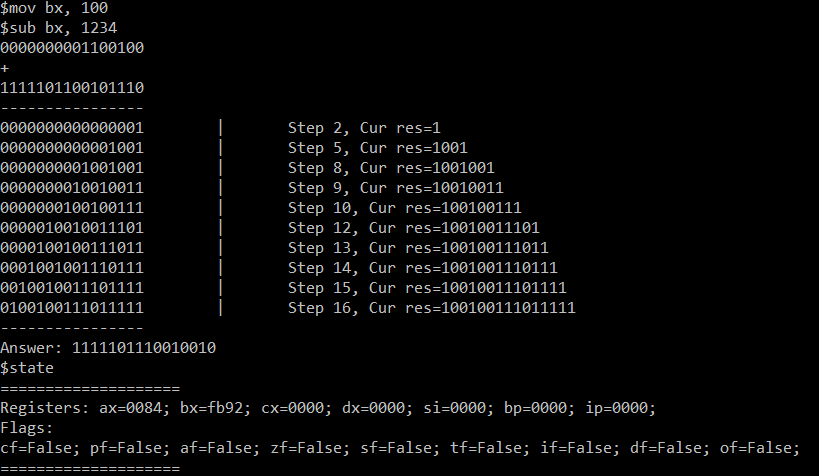 $mov bx, 100
$sub bx, 1234
0000000001100100
+
1111101100101110
----------------
0000000000000001 | Step 2, Cur res=1
0000000000001001 | Step 5, Cur res=1001
0000000001001001 | Step 8, Cur res=1001001
0000000010010011 | Step 9, Cur res=10010011
0000000100100111 | Step 10, Cur res=100100111
0000010010011101 | Step 12, Cur res=10010011101
0000100100111011 | Step 13, Cur res=100100111011
0001001001110111 | Step 14, Cur res=1001001110111
0010010011101111 | Step 15, Cur res=10010011101111
0100100111011111 | Step 16, Cur res=100100111011111
----------------
Answer: 1111101110010010
$state
====================
Registers: ax=0084; bx=fb92; cx=0000; dx=0000; si=0000; bp=0000; ip=0000;
Flags:
cf=False; pf=False; af=False; zf=False; sf=False; tf=False; if=False; df=False; of=False;
====================